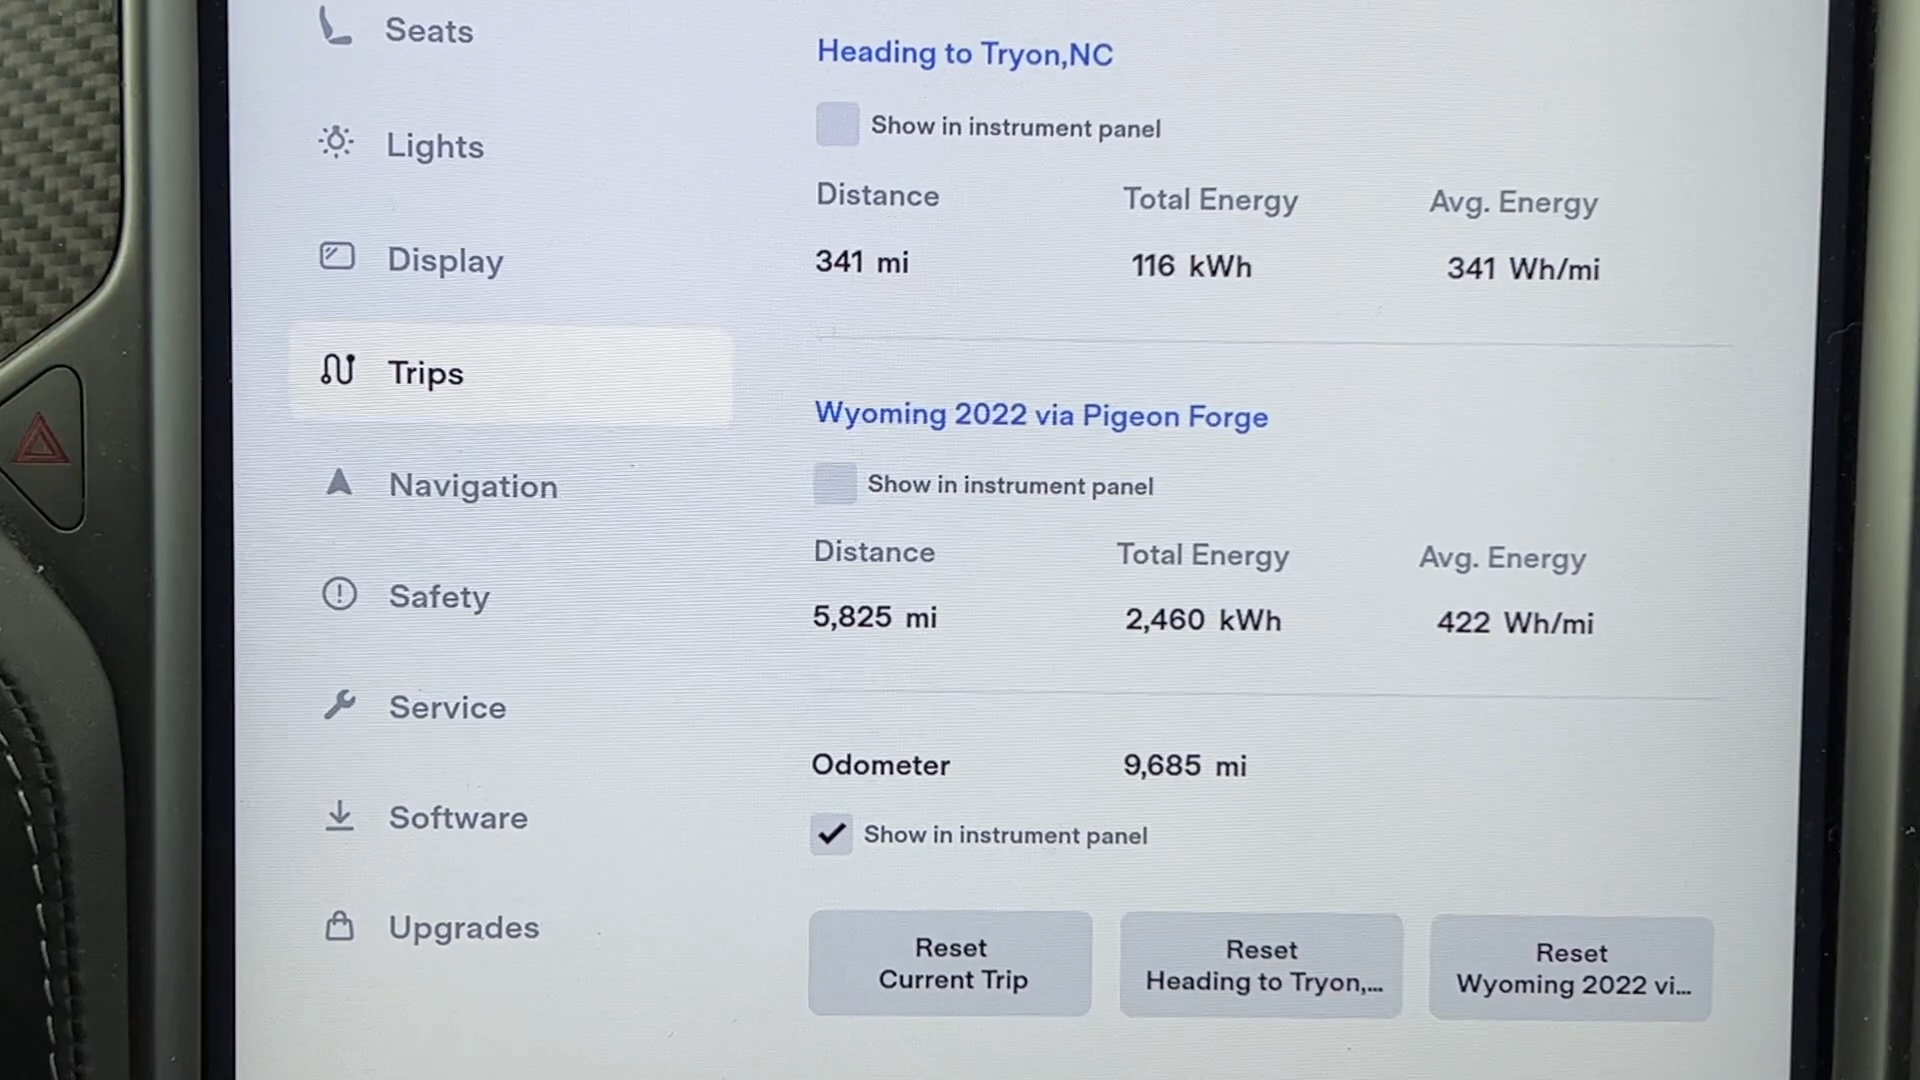 Seats
Lights
Display
Trips
Navigation
Safety
Service
Software
Upgrades
Heading to Tryon,NC
Show in instrument panel
Distance Total Energy Avg. Energy
341 mi 116 kWh 341 Wh/mi
Wyoming 2022 via Pigeon Forge
Show in instrument panel
Distance Total Energy Avg. Energy
5,825 mi 2,460 kWh 422 Wh/mi
Odometer 9,685 mi
Show in instrument panel
Reset
Current Trip
Reset
Heading to Tryon,...
Reset
Wyoming 2022 vi...